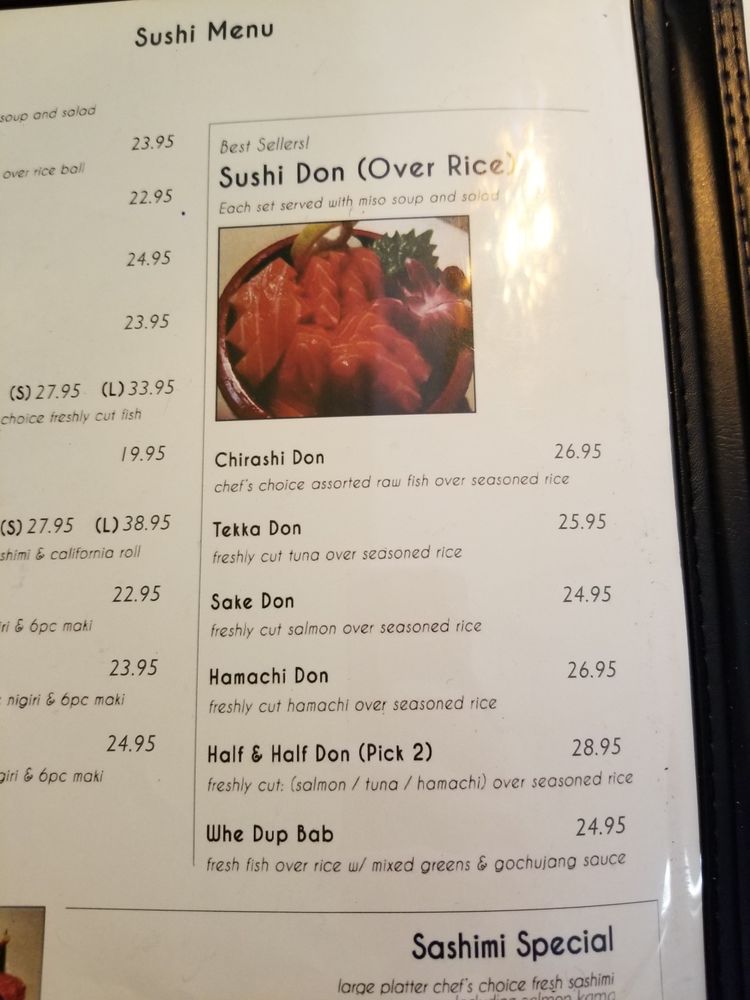 Sushi Menu
soup and salad
23.95
over rice ball
22.95
24.95
23.95
(S) 27.95 (L) 33.95
choice freshly cut fish
19.95
(S) 27.95 (L) 38.95
shimi & california roll
22.95
iri & 6pc maki
23.95
nigiri & 6pc maki
24.95
giri & 6pc maki
Best Sellers!
Sushi Don (Over Rice)
Each set served with miso soup and salad
Chirashi Don 26.95
chef's choice assorted raw fish over seasoned rice
Tekka Don 25.95
freshly cut tuna over seasoned rice
Sake Don 24.95
freshly cut salmon over seasoned rice
Hamachi Don 26.95
freshly cut hamachi over seasoned rice
Half & Half Don (Pick 2) 28.95
freshly cut: (salmon / tuna / hamachi) over seasoned rice
Whe Dup Bab 24.95
fresh fish over rice w/ mixed greens & gochujang sauce
Sashimi Special
large platter chef's choice fresh sashimi
including salmon kama